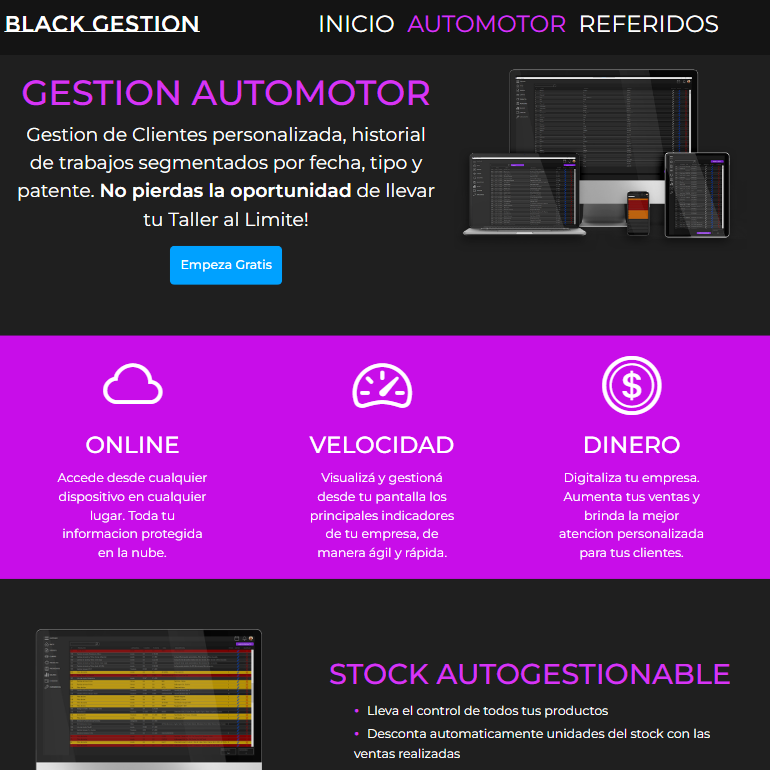 BLACK GESTION
INICIO AUTOMOTOR REFERIDOS
GESTION AUTOMOTOR
Gestion de Clientes personalizada, historial
de trabajos segmentados por fecha, tipo y
patente. No pierdas la oportunidad de llevar
tu Taller al Limite!
Empeza Gratis
ONLINE
Accede desde cualquier
dispositivo en cualquier
lugar. Toda tu
informacion protegida
en la nube.
VELOCIDAD
Visualizá y gestioná
desde tu pantalla los
principales indicadores
de tu empresa, de
manera ágil y rápida.
DINERO
Digitaliza tu empresa.
Aumenta tus ventas y
brinda la mejor
atencion personalizada
para tus clientes.
STOCK AUTOGESTIONABLE
• Lleva el control de todos tus productos
• Desconta automaticamente unidades del stock con las
ventas realizadas